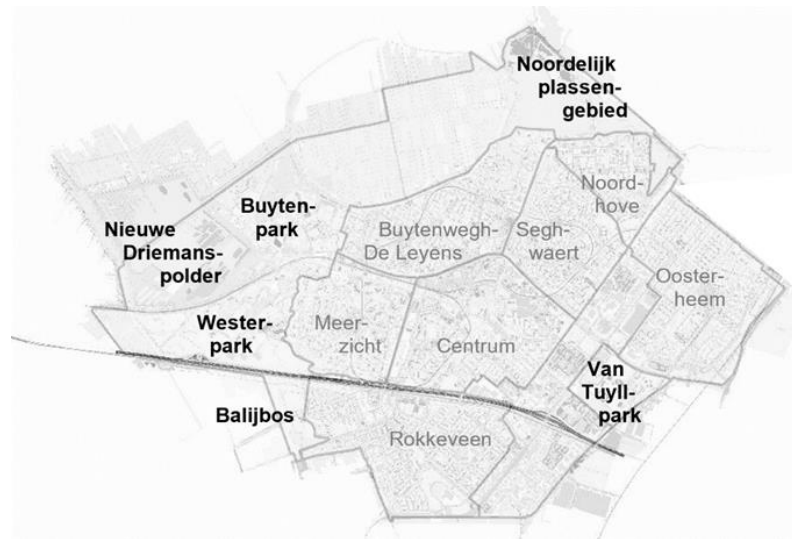 Noordelijk
plassen-
gebied
Noord-
hove
Buyten-
park
Nieuwe
Driemans-
polder
Buytenwegh-
De Leyens
Segh-
waert
Ooster-
heem
Wester-
park
Meer-
zicht
Centrum
Van
Tuyll-
park
Balijbos
Rokkeveen